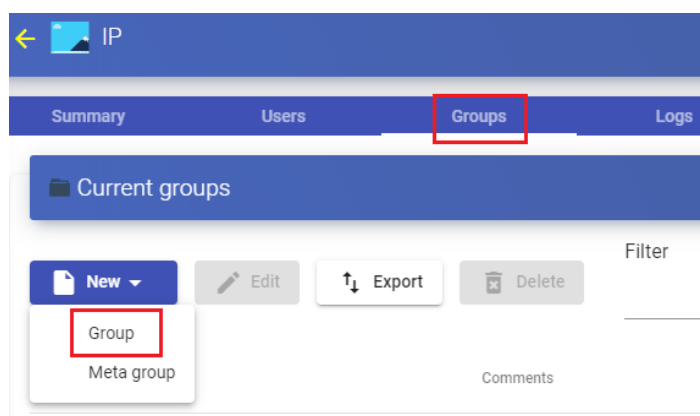 IP
Summary Users Groups Logs
Current groups
New Edit Export Delete Filter
Group
Meta group
Comments